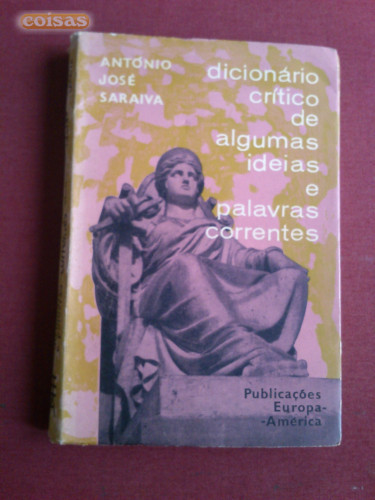 coisas
ANTÓNIO
JOSÉ
SARAIVA
dicionário
crítico
de
algumas
ideias
e
palavras
correntes
Publicações
Europa-
-América